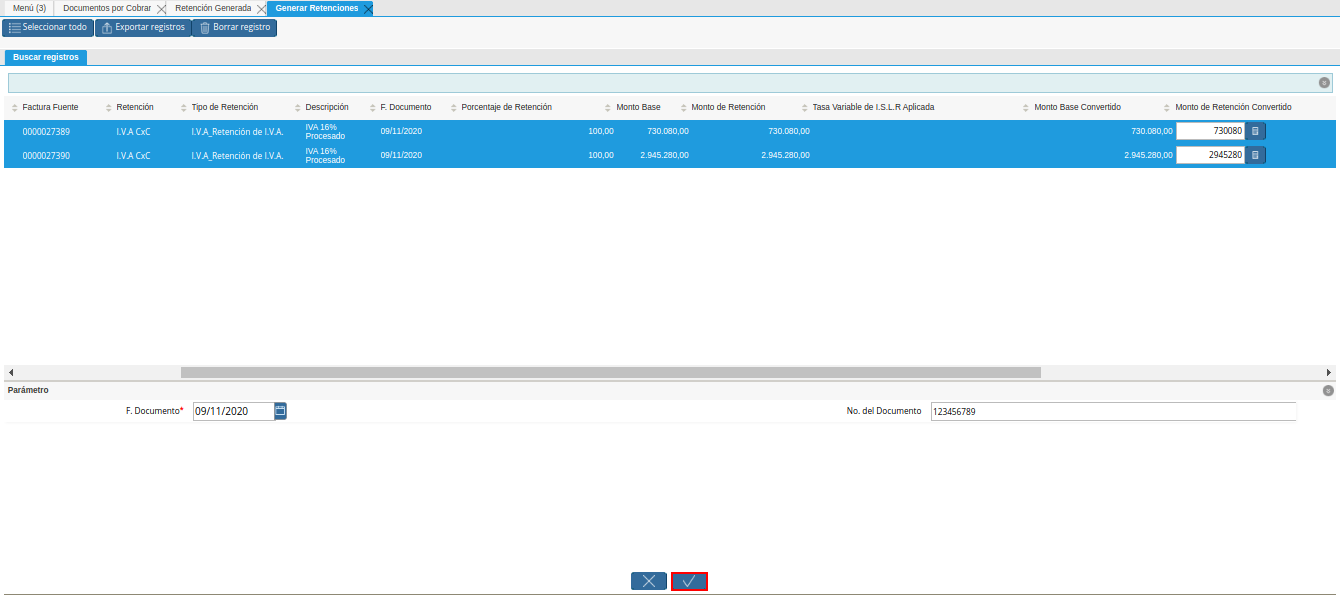 Menú (3) Documentos por Cobrar Retención Generada Generar Retenciones
Seleccionar todo Exportar registros Borrar registro
Buscar registros
Factura Fuente Retención Tipo de Retención Descripción F. Documento Porcentaje de Retención Monto Base Monto de Retención Tasa Variable de I.S.L.R Aplicada Monto Base Convertido Monto de Retención Convertido
0000027389 I.V.A CxC I.V.A_Retención de I.V.A. IVA 16% Procesado 09/11/2020 100,00 730.080,00 730.080,00 730.080,00 730080
0000027390 I.V.A CxC I.V.A_Retención de I.V.A. IVA 16% Procesado 09/11/2020 100,00 2.945.280,00 2.945.280,00 2.945.280,00 2945280
Parámetro
F. Documento* 09/11/2020 No. del Documento 123456789